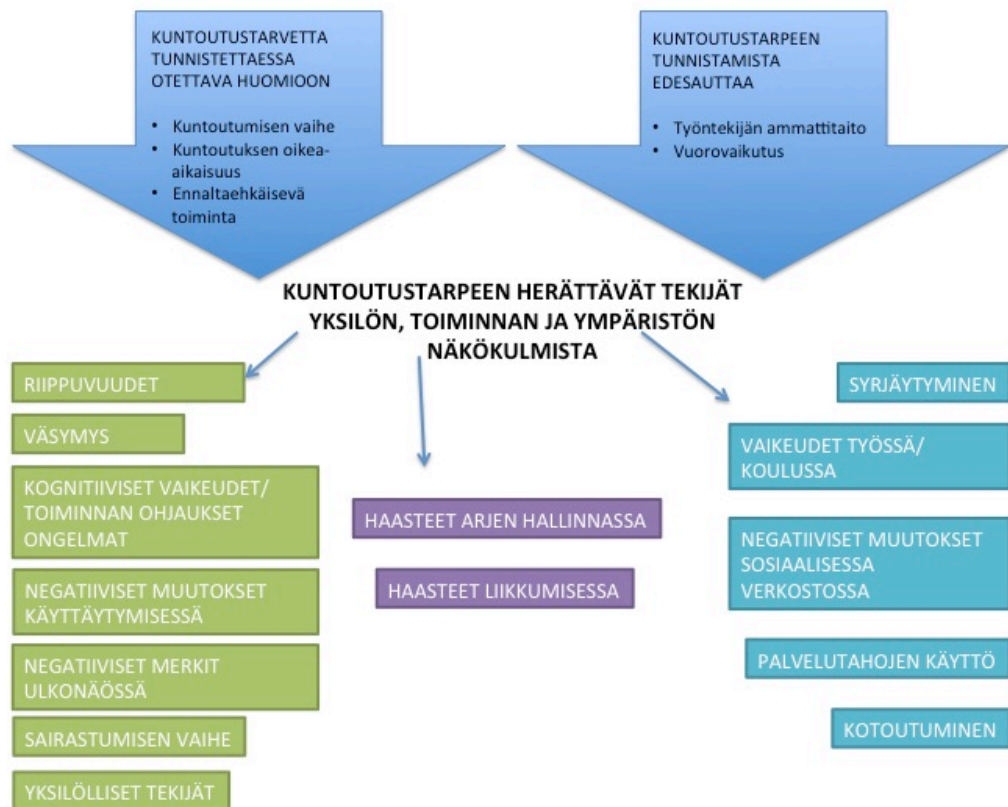 KUNTOUTUSTARVETTA
TUNNISTETTAESSA
OTETTAVA HUOMIOON
• Kuntoutumisen vaihe
• Kuntoutuksen oikea-
aikaisuus
• Ennaltaehkäisevä
toiminta
KUNTOUTUSTARPEEN
TUNNISTAMISTA
EDESAUTTAA
• Työntekijän ammattitaito
• Vuorovaikutus
KUNTOUTUSTARPEEN HERÄTTÄVÄT TEKIJÄT
YKSILÖN, TOIMINNAN JA YMPÄRISTÖN
NÄKÖKULMISTA
RIIPPUVUUDET
VÄSYMYS
KOGNITIIVISET VAIKEUDET/
TOIMINNAN OHJAUKSET
ONGELMAT
NEGATIIVISET MUUTOKSET
KÄYTTÄYTYMISESSÄ
NEGATIIVISET MERKIT
ULKONÄÖSSÄ
SAIRASTUMISEN VAIHE
YKSILÖLLISET TEKIJÄT
HAASTEET ARJEN HALLINNASSA
HAASTEET LIIKKUMISESSA
SYRJÄYTYMINEN
VAIKEUDET TYÖSSÄ/
KOULUSSA
NEGATIIVISET MUUTOKSET
SOSIAALISESSA
VERKOSTOSSA
PALVELUTAHOJEN KÄYTTÖ
KOTOUTUMINEN